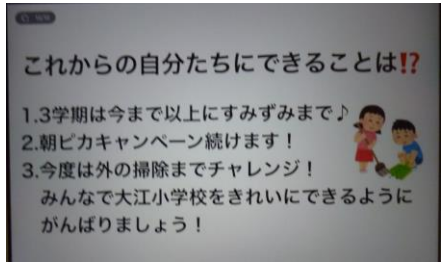 これからの自分たちにできることは⁉
1.3学期は今まで以上にすみずみまで♪
2.朝ピカキャンペーン続けます！
3.今度は外の掃除までチャレンジ！
みんなで大江小学校をきれいにできるように
がんばりましょう！